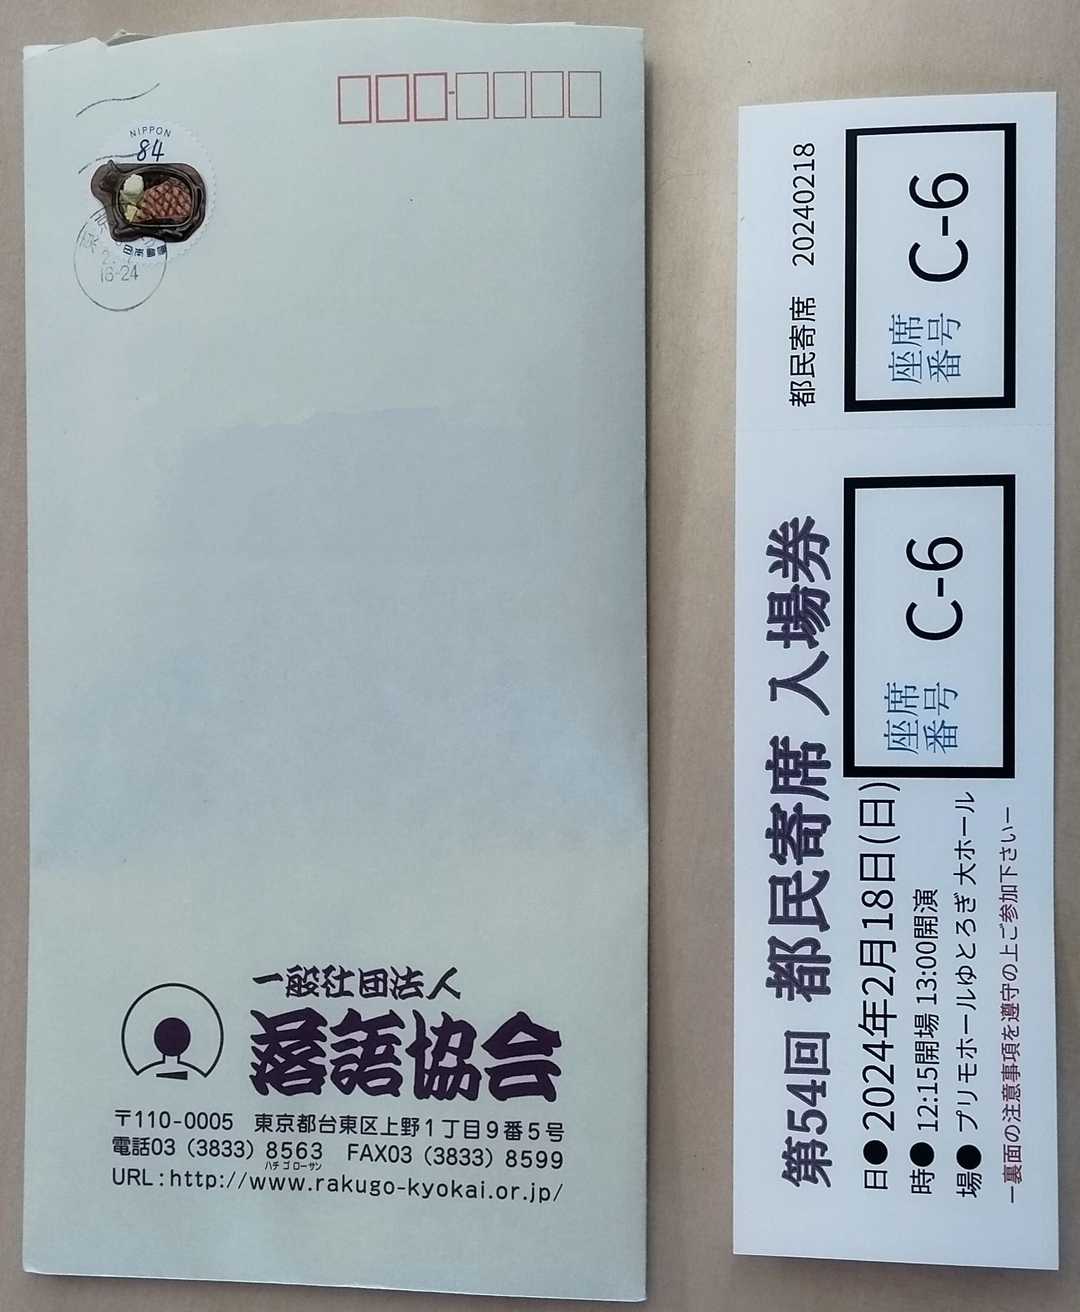 NIPPON
84
18-24
一般社団法人
落語協会
〒110-0005 東京都台東区上野1丁目9番5号
電話03(3833)8563 FAX03(3833)8599
ハチゴローサン
URL:http://www.rakugo-kyokai.or.jp/
第54回 都民寄席 入場券
日●2024年2月18日(日)
時●12:15開場 13:00開演
場●プリモホールゆとろぎ 大ホール
ー裏面の注意事項を遵守の上ご参加下さいー
座席
番号
C-6
都民寄席 20240218
座席
番号
C-6